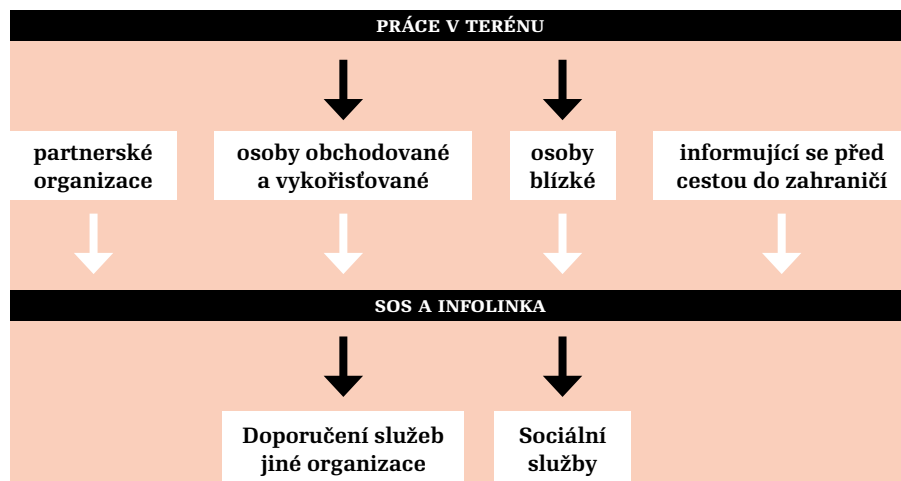 PRÁCE V TERÉNU
partnerské
organizace
osoby obchodované
a vykořisťované
osoby
blízké
informující se před
cestou do zahraničí
SOS A INFOLINKA
Doporučení služeb
jiné organizace
Sociální
služby